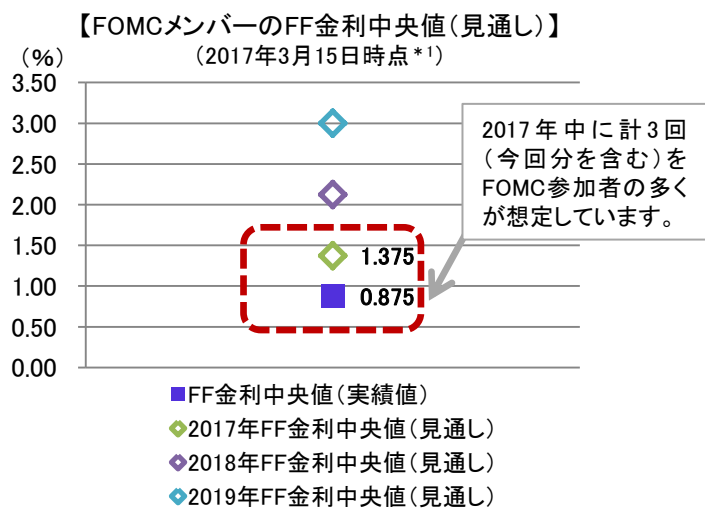 【FOMCメンバーのFF金利中央値(見通し)】
(2017年3月15日時点*1)
(%)
3.50
3.00
2.50
2.00
1.50
1.00
0.50
0.00
1.375
0.875
2017年中に計3回
(今回分を含む)を
FOMC参加者の多く
が想定しています。
FF金利中央値(実績値)
2017年FF金利中央値(見通し)
2018年FF金利中央値(見通し)
2019年FF金利中央値(見通し)